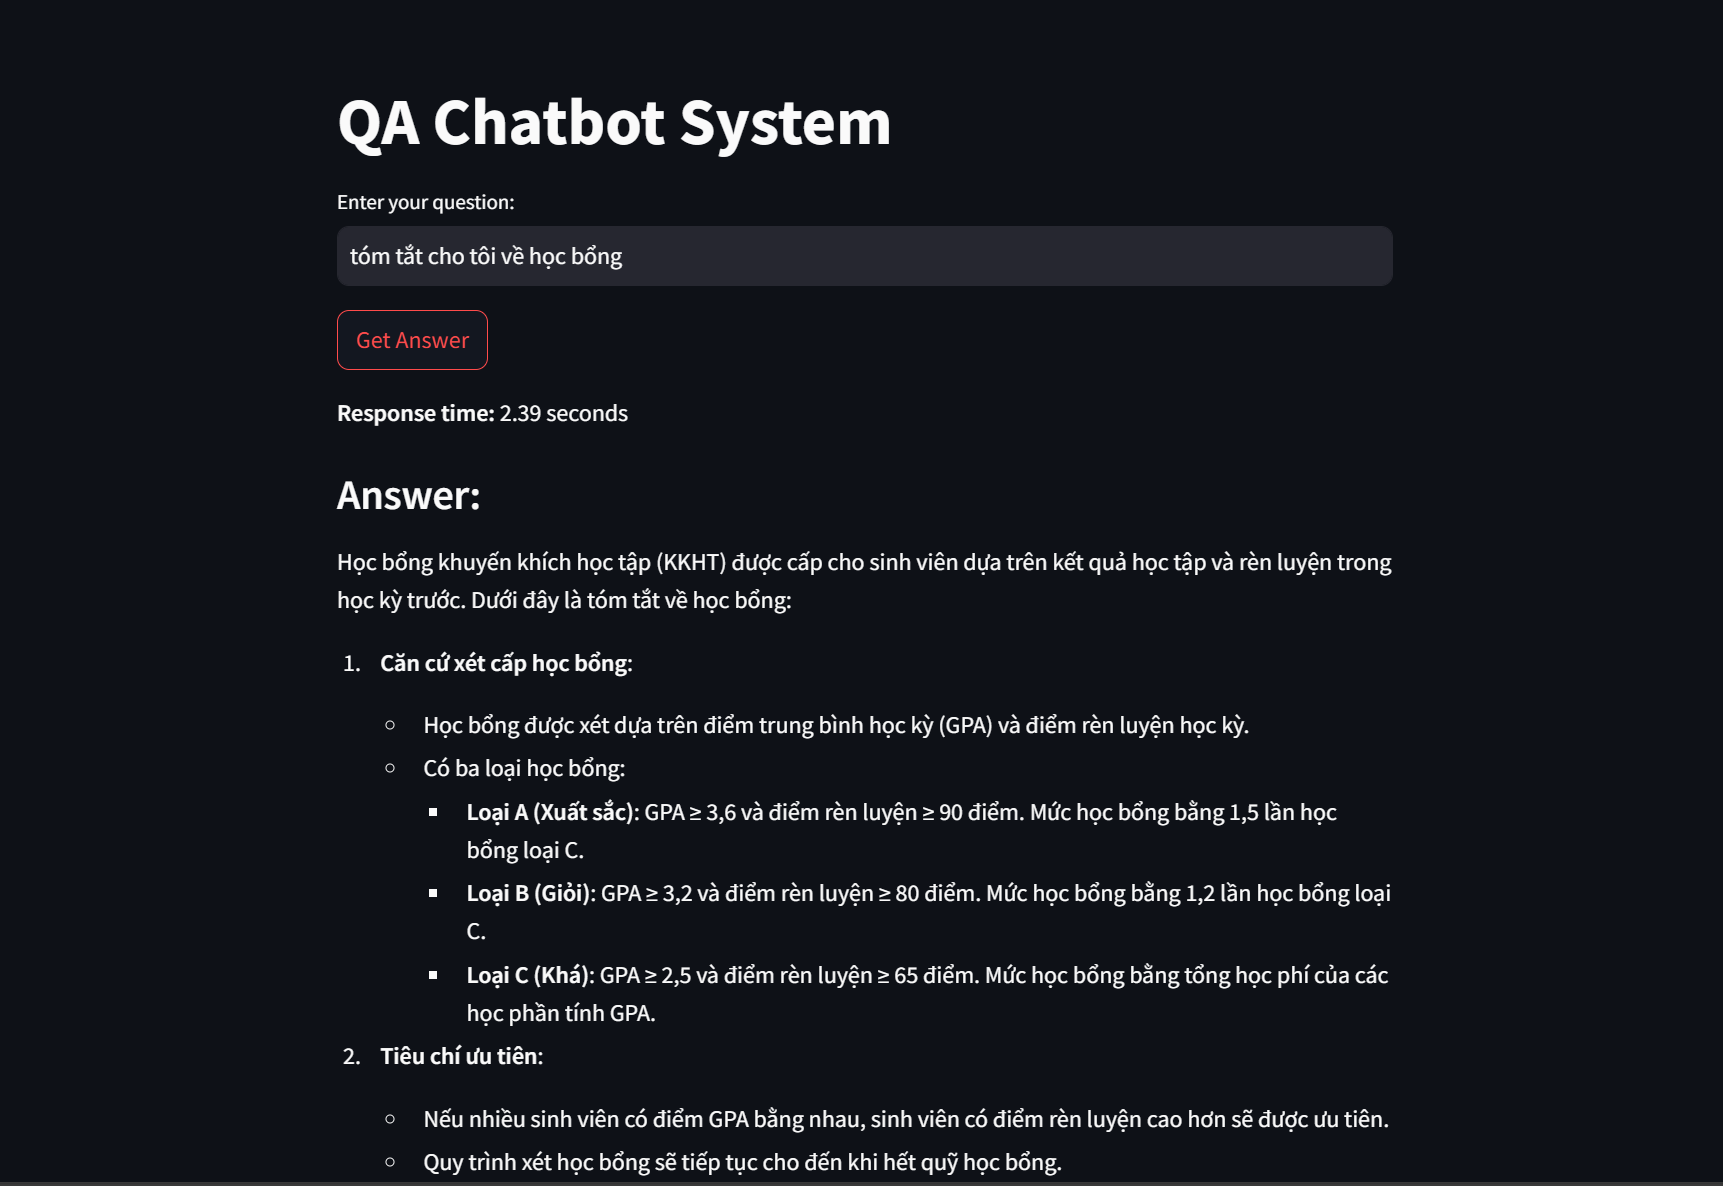 QA Chatbot System
Enter your question:
tóm tắt cho tôi về học bổng
Get Answer
Response time: 2.39 seconds
Answer:
Học bổng khuyến khích học tập (KKHT) được cấp cho sinh viên dựa trên kết quả học tập và rèn luyện trong
học kỳ trước. Dưới đây là tóm tắt về học bổng:
1. Căn cứ xét cấp học bổng:
○ Học bổng được xét dựa trên điểm trung bình học kỳ (GPA) và điểm rèn luyện học kỳ.
○ Có ba loại học bổng:
▪ Loại A (Xuất sắc): GPA ≥ 3,6 và điểm rèn luyện ≥ 90 điểm. Mức học bổng bằng 1,5 lần học
bổng loại C.
▪ Loại B (Giỏi): GPA ≥ 3,2 và điểm rèn luyện ≥ 80 điểm. Mức học bổng bằng 1,2 lần học bổng loại
C.
▪ Loại C (Khá): GPA ≥ 2,5 và điểm rèn luyện ≥ 65 điểm. Mức học bổng bằng tổng học phí của các
học phần tính GPA.
2. Tiêu chí ưu tiên:
○ Nếu nhiều sinh viên có điểm GPA bằng nhau, sinh viên có điểm rèn luyện cao hơn sẽ được ưu tiên.
○ Quy trình xét học bổng sẽ tiếp tục cho đến khi hết quỹ học bổng.